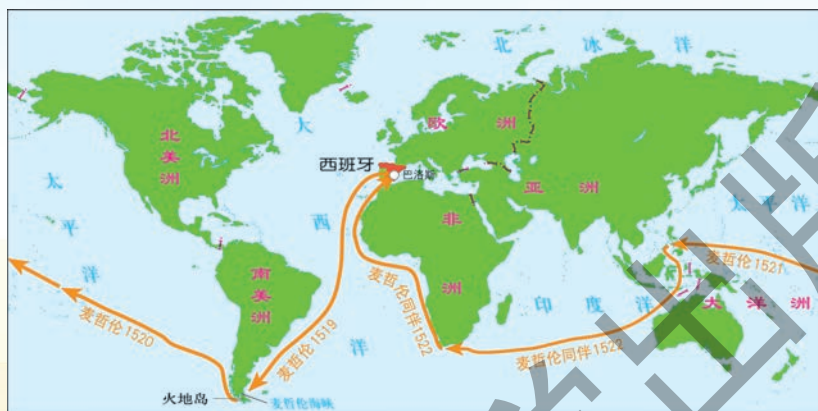 北冰洋
大西洋
太平洋
北美洲
南美洲
欧洲
亚洲
非洲
西班牙
巴洛斯
太平洋
印度洋
大洋洲
麦哲伦1519
麦哲伦1520
麦哲伦1521
麦哲伦同伴1522
麦哲伦同伴1522
火地岛
麦哲伦海峡